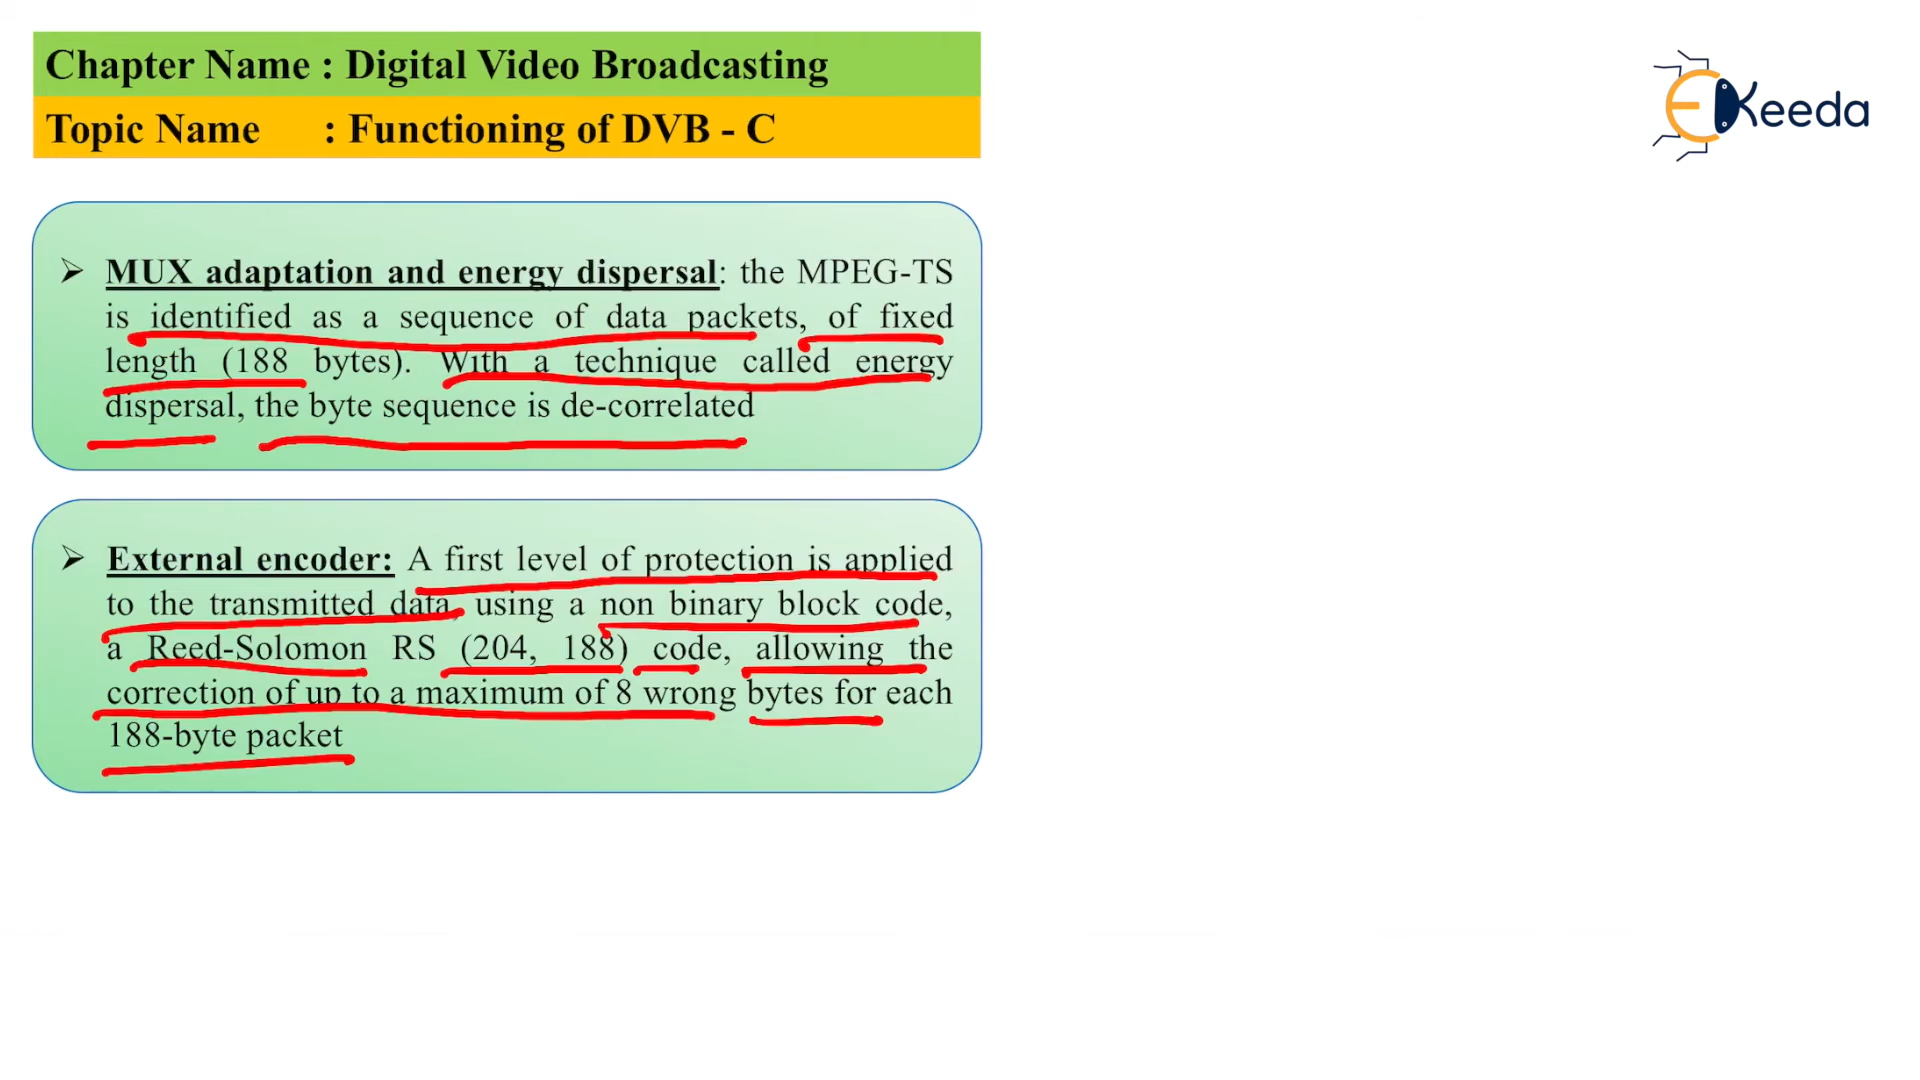 Chapter Name : Digital Video Broadcasting
Topic Name : Functioning of DVB - C
EKeeda
➢ MUX adaptation and energy dispersal: the MPEG-TS
is identified as a sequence of data packets, of fixed
length (188 bytes). With a technique called energy
dispersal, the byte sequence is de-correlated
➢ External encoder: A first level of protection is applied
to the transmitted data, using a non binary block code,
a Reed-Solomon RS (204, 188) code, allowing the
correction of up to a maximum of 8 wrong bytes for each
188-byte packet